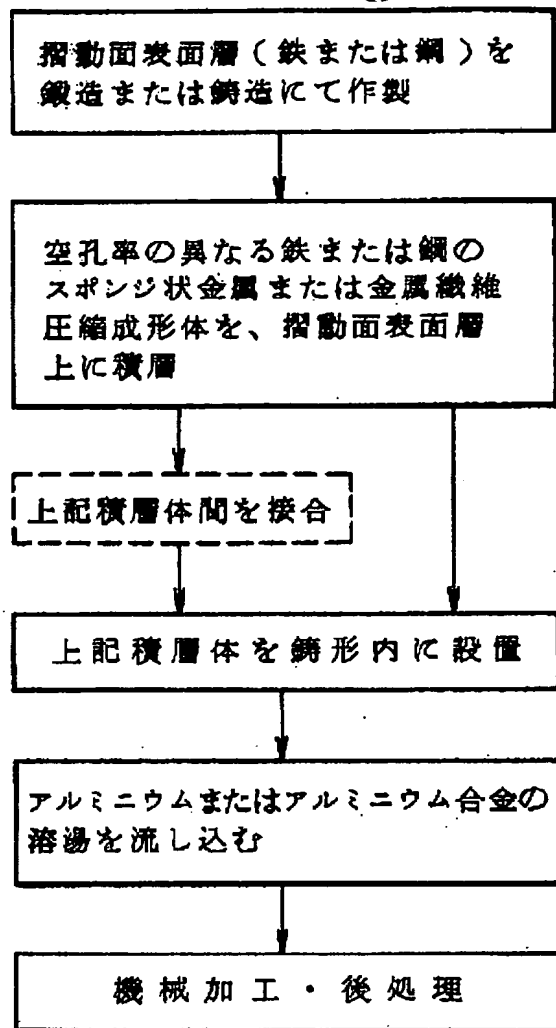 摺動面表面層(鉄または鋼)を
鍛造または鋳造にて作製
空孔率の異なる鉄または鋼の
スポンジ状金属または金属繊維
圧縮成形体を、摺動面表面層
上に積層
上記積層体間を接合
上記積層体を鋳形内に設置
アルミニウムまたはアルミニウム合金の
溶湯を流し込む
機械加工・後処理